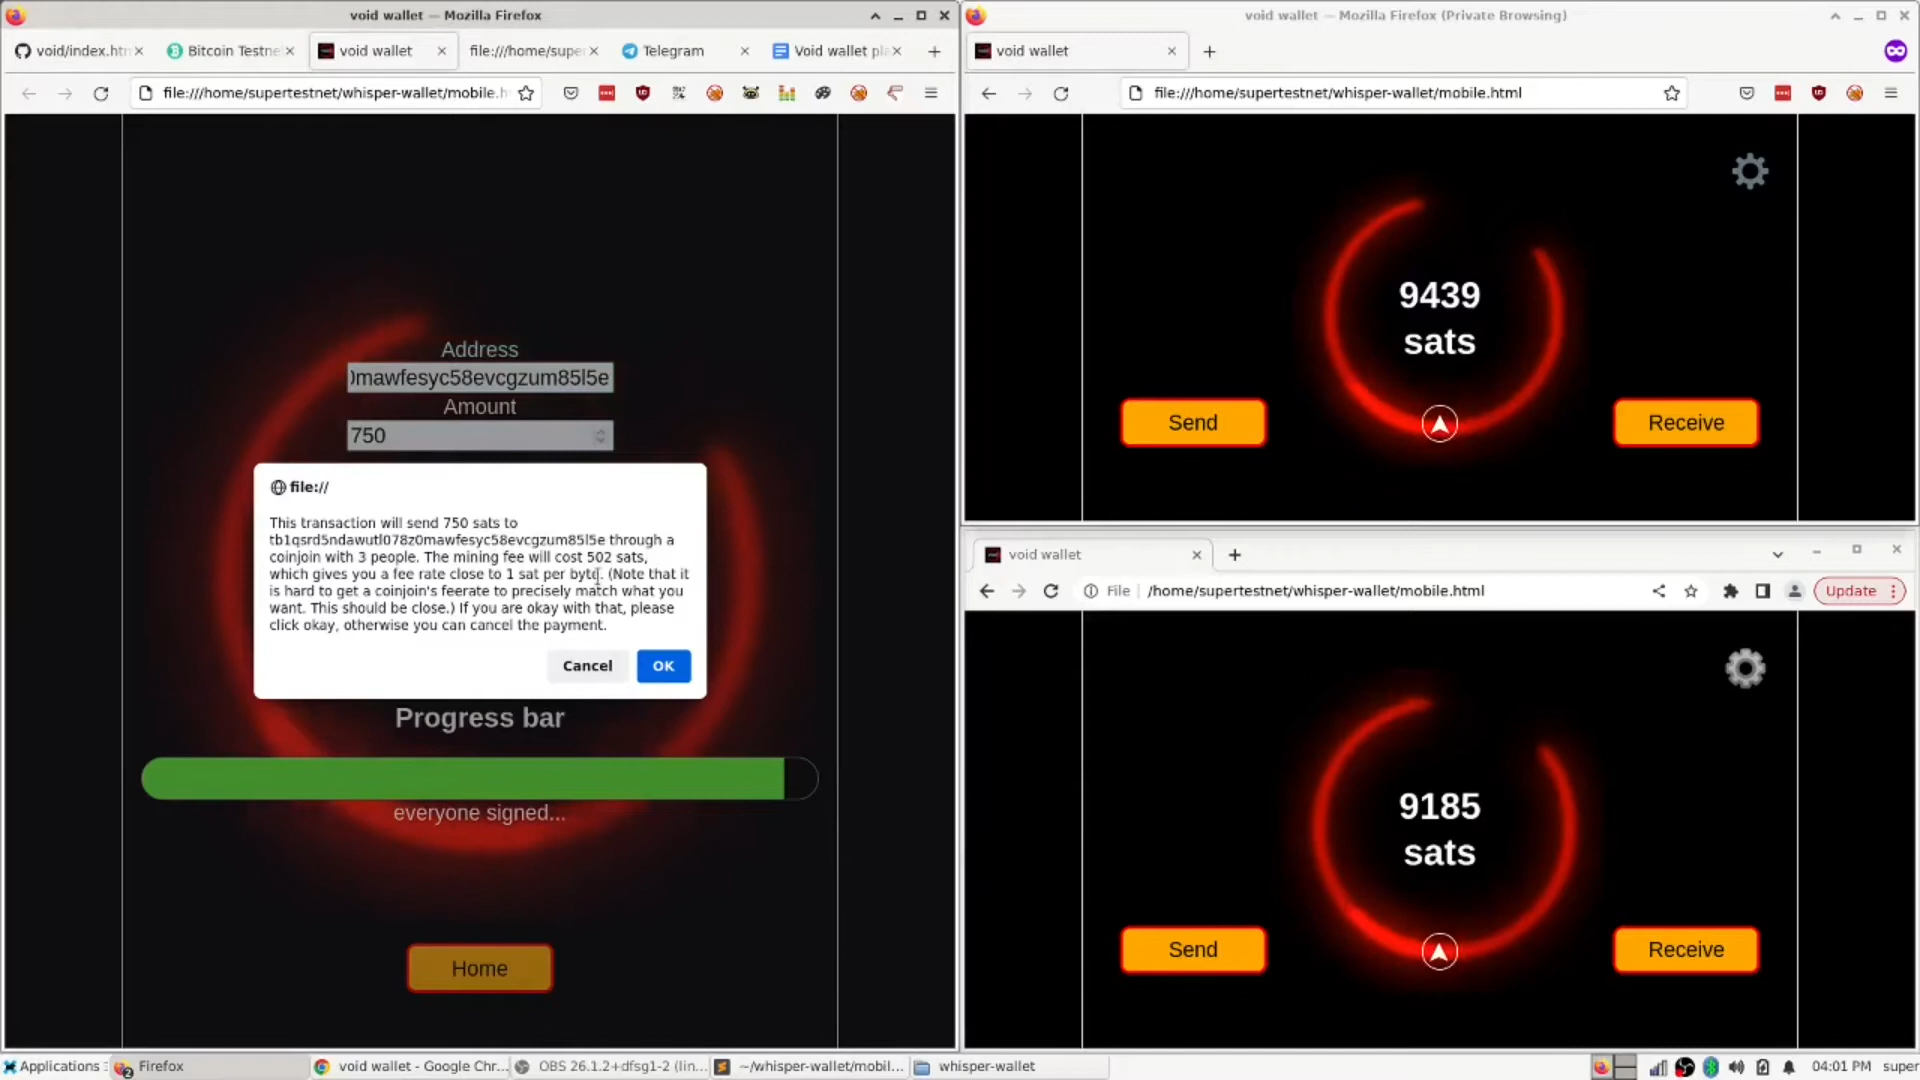 void wallet — Mozilla Firefox
void/index.htm
Bitcoin Testne
void wallet
file:///home/supe
Telegram
Void wallet pla
file:///home/supertestnet/whisper-wallet/mobile.h
Address
mawfesyc58evcgzum85l5e
Amount
750
file://
This transaction will send 750 sats to
tb1qsrd5ndawutl078z0mawfesyc58evcgzum85l5e through a
coinjoin with 3 people. The mining fee will cost 502 sats,
which gives you a fee rate close to 1 sat per byte. (Note that it
is hard to get a coinjoin's feerate to precisely match what you
want. This should be close.) If you are okay with that, please
click okay, otherwise you can cancel the payment.
Cancel
OK
Progress bar
everyone signed...
Home
void wallet — Mozilla Firefox (Private Browsing)
void wallet
file:///home/supertestnet/whisper-wallet/mobile.html
9439
sats
Send
Receive
void wallet
File
/home/supertestnet/whisper-wallet/mobile.html
Update
9185
sats
Send
Receive
Applications
2
Firefox
void wallet - Google Chr...
OBS 26.1.2+dfsg1-2 (lin...
~/whisper-wallet/mobil...
whisper-wallet
04:01 PM
super